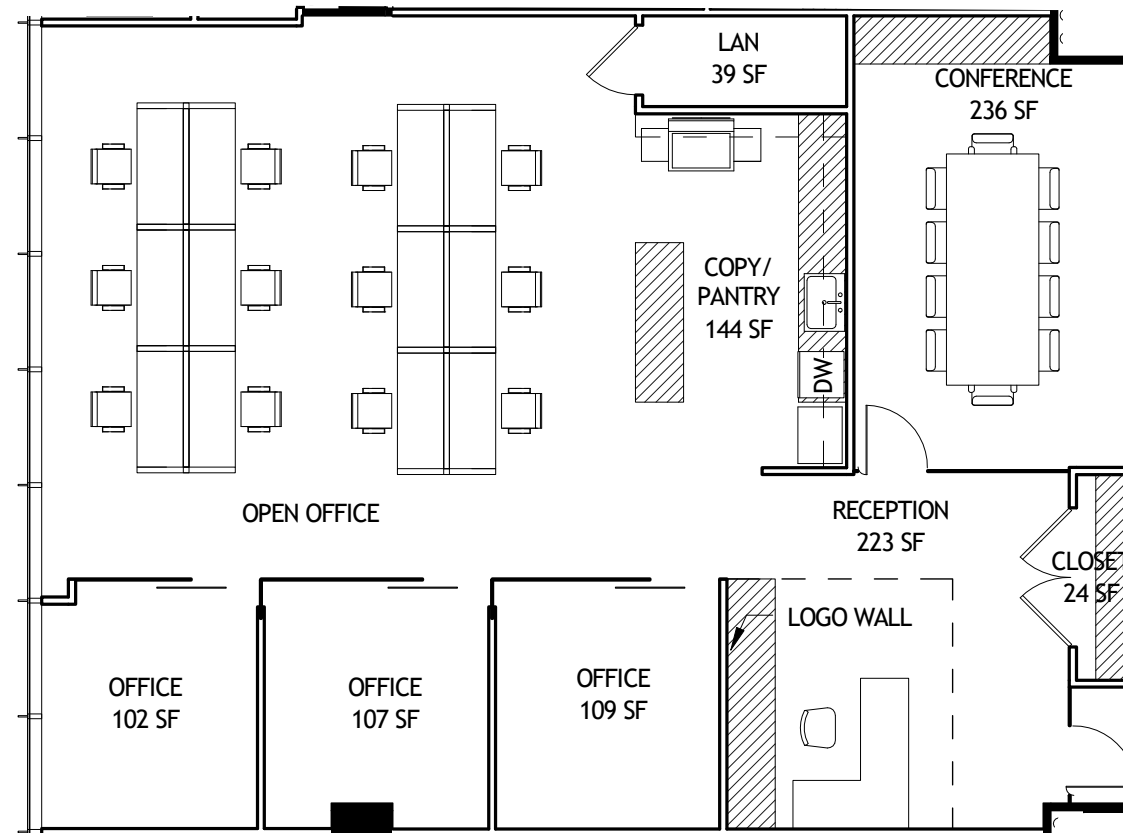 LAN
39 SF
CONFERENCE
236 SF
COPY/
PANTRY
144 SF
DW
OPEN OFFICE
RECEPTION
223 SF
CLOSET
24 SF
LOGO WALL
OFFICE
102 SF
OFFICE
107 SF
OFFICE
109 SF